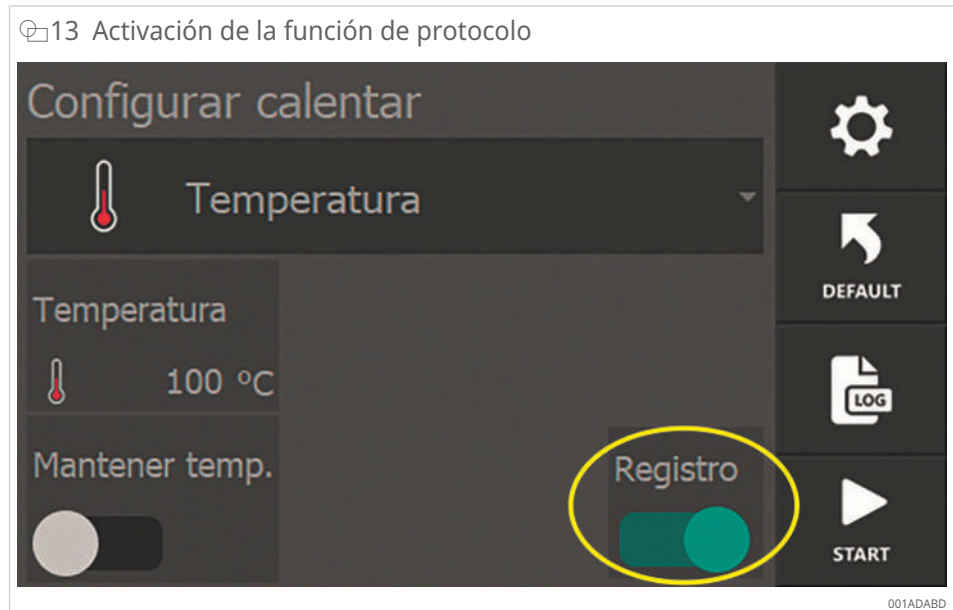 13 Activación de la función de protocolo
Configurar calentar
Temperatura
DEFAULT
Temperatura
100 °C
LOG
Mantener temp.
Registro
START
001ADABD